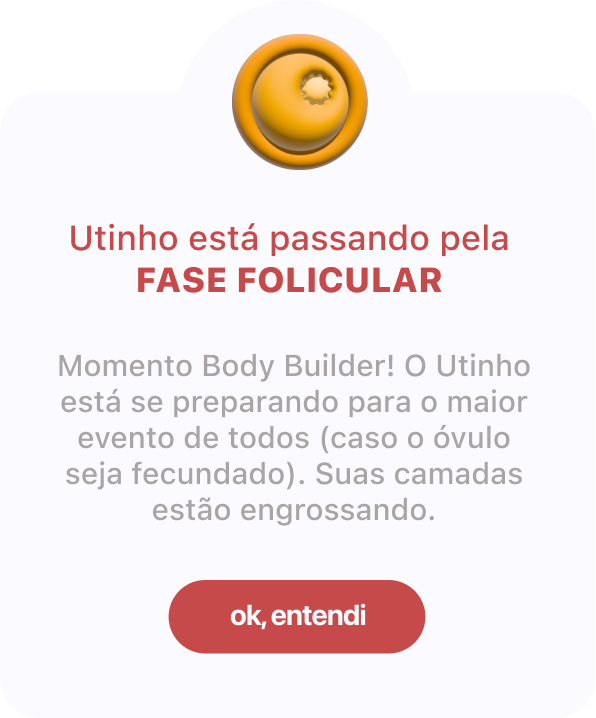 Utinho está passando pela
FASE FOLICULAR
Momento Body Builder! O Utinho
está se preparando para o maior
evento de todos (caso o óvulo
seja fecundado). Suas camadas
estão engrossando.
ok, entendi